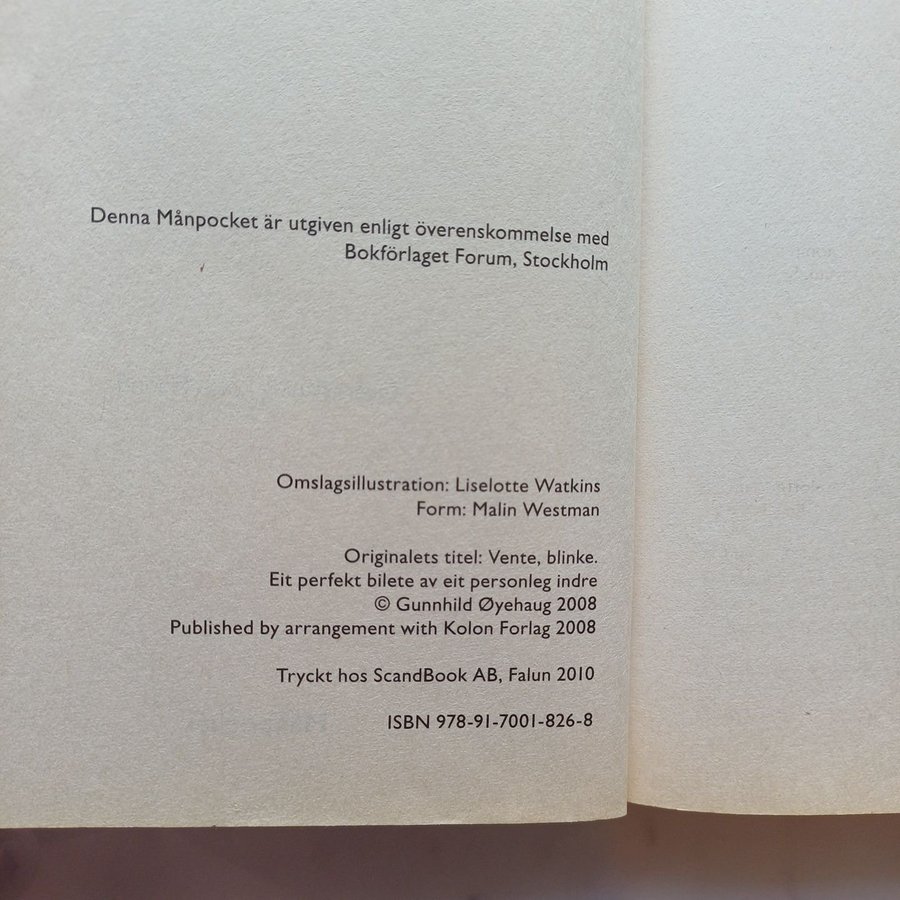 Denna Månpocket är utgiven enligt överenskommelse med
Bokförlaget Forum, Stockholm
Omslagsillustration: Liselotte Watkins
Form: Malin Westman
Originalets titel: Vente, blinke.
Eit perfekt bilete av eit personleg indre
© Gunnhild Øyehaug 2008
Published by arrangement with Kolon Forlag 2008
Tryckt hos ScandBook AB, Falun 2010
ISBN 978-91-7001-826-8